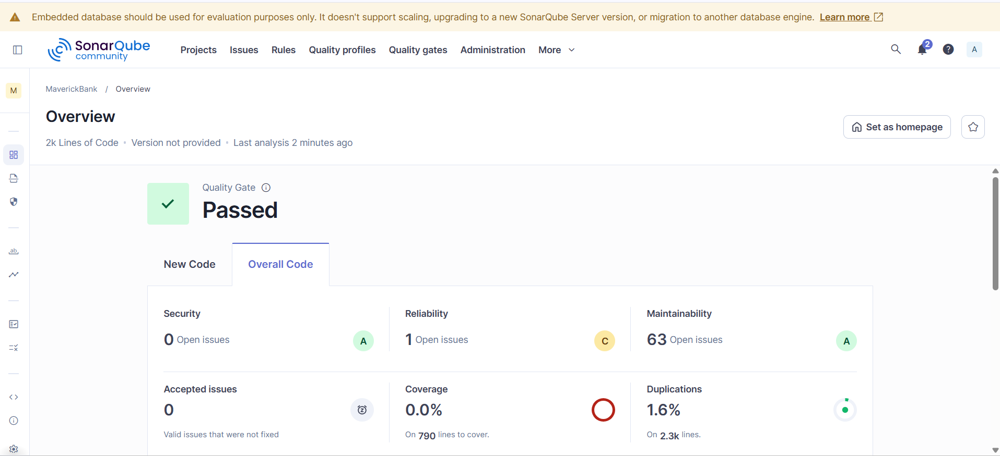 Embedded database should be used for evaluation purposes only. It doesn't support scaling, upgrading to a new SonarQube Server version, or migration to another database engine. Learn more
SonarQube
community
Projects Issues Rules Quality profiles Quality gates Administration More
2
?
A
M
MaverickBank / Overview
Overview
Set as homepage
2k Lines of Code • Version not provided • Last analysis 2 minutes ago
Quality Gate
Passed
ab
New Code Overall Code
Security Reliability Maintainability
0 Open issues A 1 Open issues C 63 Open issues A
Accepted issues Coverage Duplications
0 0.0% 1.6%
Valid issues that were not fixed On 790 lines to cover. On 2.3k lines.